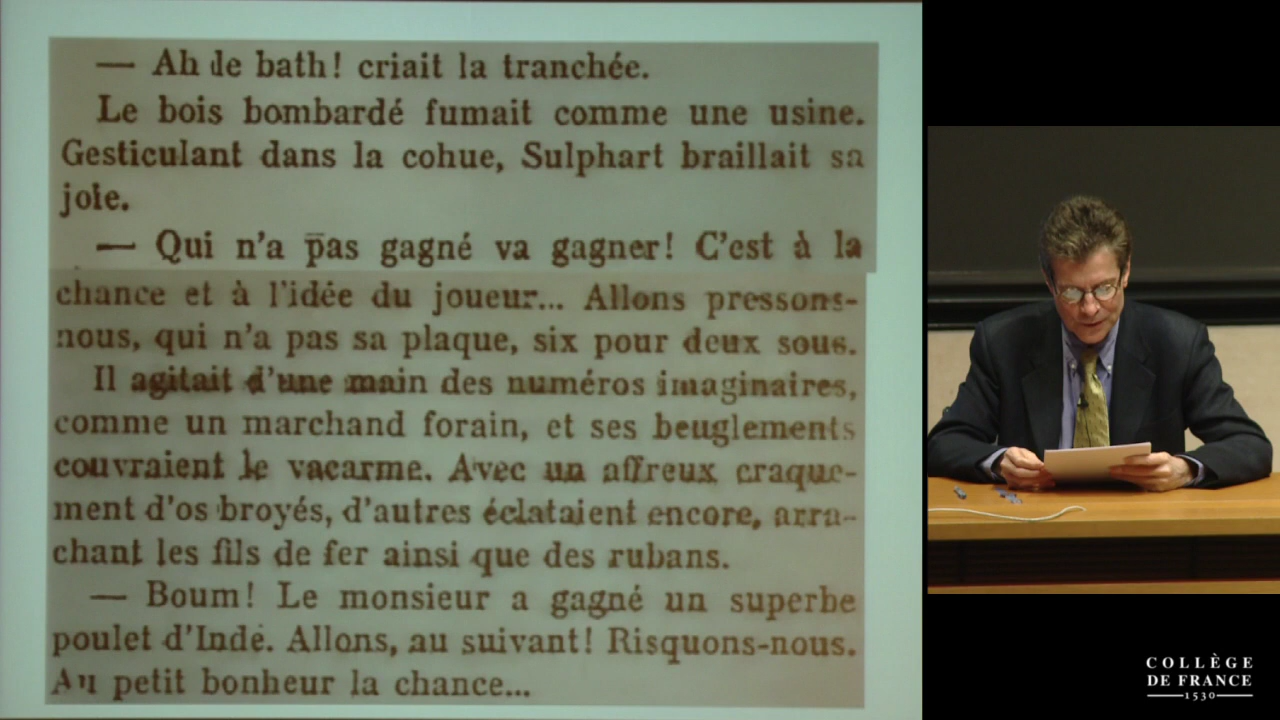 — Ah le bath! criait la tranchée.
Le bois bombardé fumait comme une usine.
Gesticulant dans la cohue, Sulphart braillait sa
joie.
— Qui n'a pas gagné va gagner! C'est à la
chance et à l'idée du joueur... Allons pressons-
nous, qui n'a pas sa plaque, six pour deux sous.
Il agitait d'une main des numéros imaginaires,
comme un marchand forain, et ses beuglements
couvraient le vacarme. Avec un affreux craque-
ment d'os broyés, d'autres éclataient encore, arra-
chant les fils de fer ainsi que des rubans.
— Boum! Le monsieur a gagné un superbe
poulet d'Inde. Allons, au suivant! Risquons-nous.
Au petit bonheur la chance...
COLLÈGE
DE FRANCE
1530